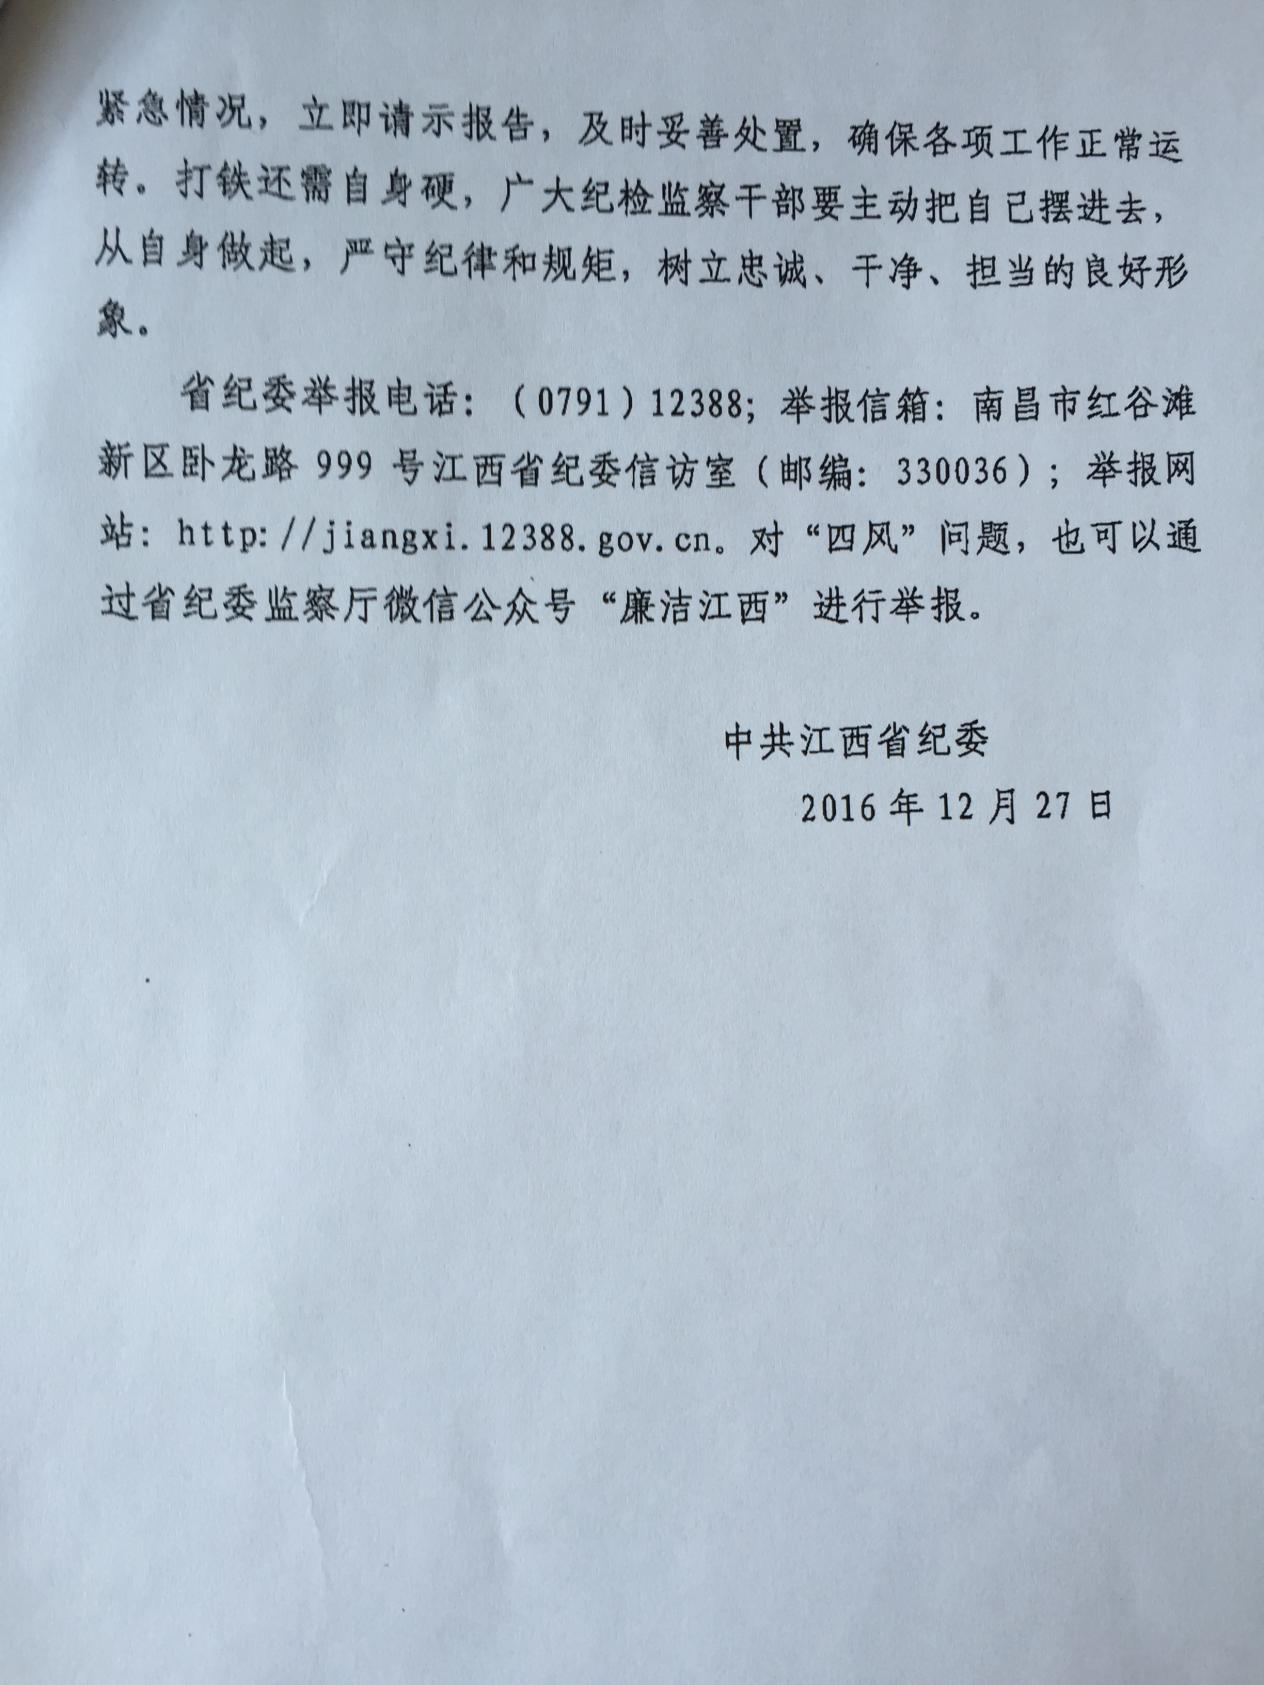 紧急情况，立即请示报告，及时妥善处置，确保各项工作正常运
转。打铁还需自身硬，广大纪检监察干部要主动把自己摆进去，
从自身做起，严守纪律和规矩，树立忠诚、干净、担当的良好形
象。
省纪委举报电话：（0791）12388；举报信箱：南昌市红谷滩
新区卧龙路 999 号江西省纪委信访室（邮编：330036）；举报网
站：http://jiangxi.12388.gov.cn。对“四风”问题，也可以通
过省纪委监察厅微信公众号“廉洁江西”进行举报。
中共江西省纪委
2016 年 12 月 27 日